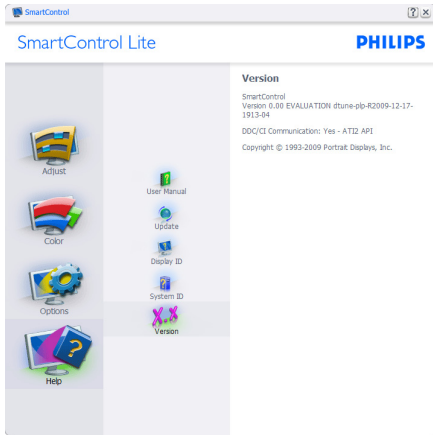 SmartControl
SmartControl Lite
PHILIPS
Adjust
Color
Options
Help
User Manual
Update
Display ID
System ID
X.X
Version
Version
SmartControl
Version 0.00 EVALUATION dtune-plp-R2009-12-17-
1913-04
DDC/CI Communication: Yes - ATI2 API
Copyright © 1993-2009 Portrait Displays, Inc.